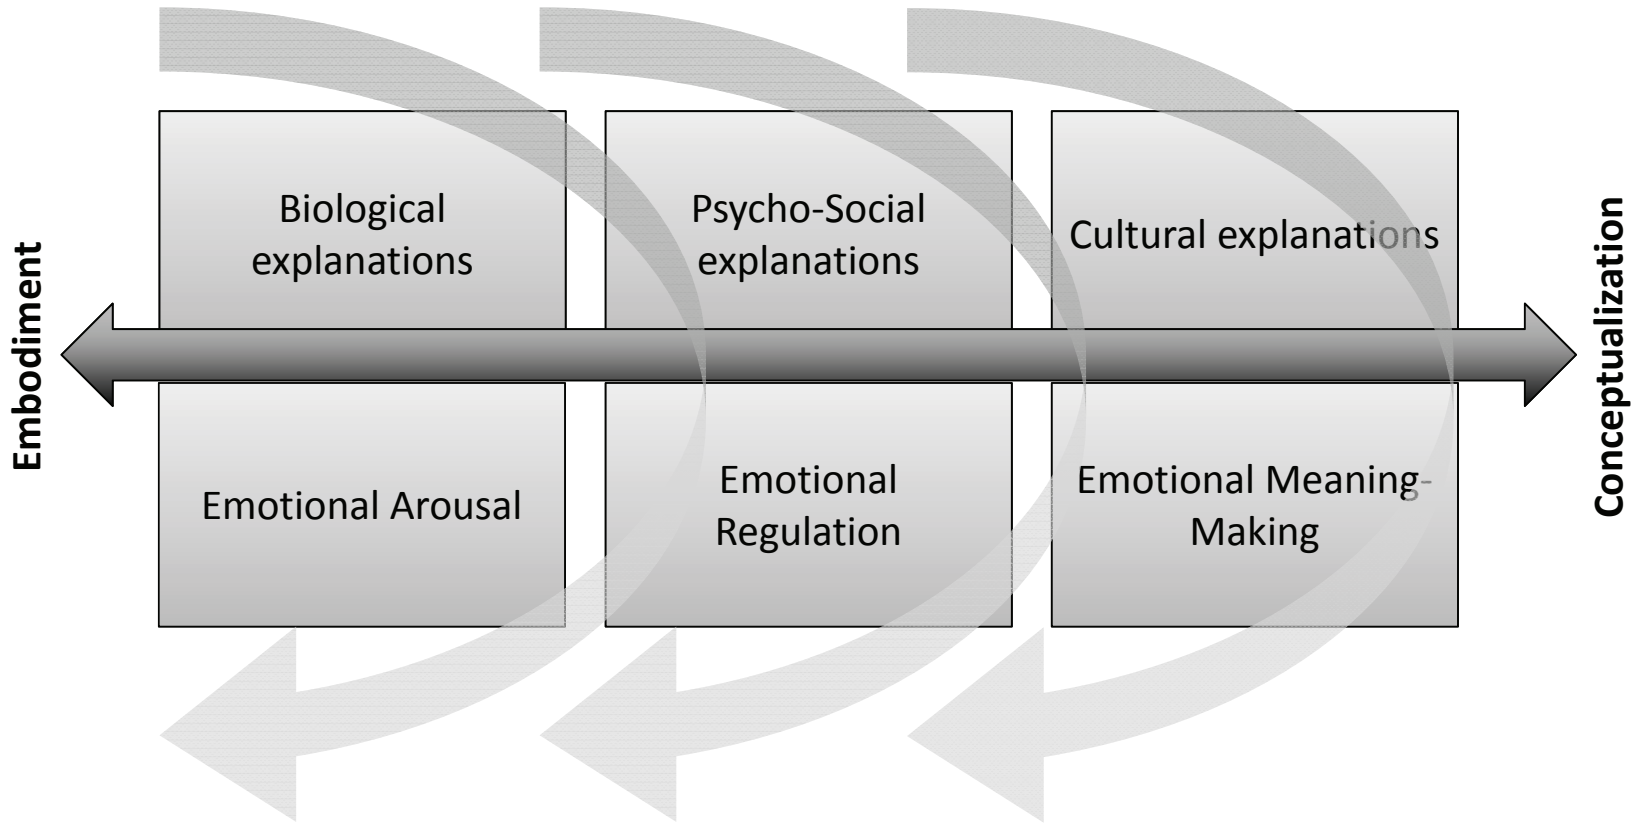 Embodiment
Biological
explanations
Psycho-Social
explanations
Cultural explanations
Emotional Arousal
Emotional
Regulation
Emotional Meaning-
Making
Conceptualization